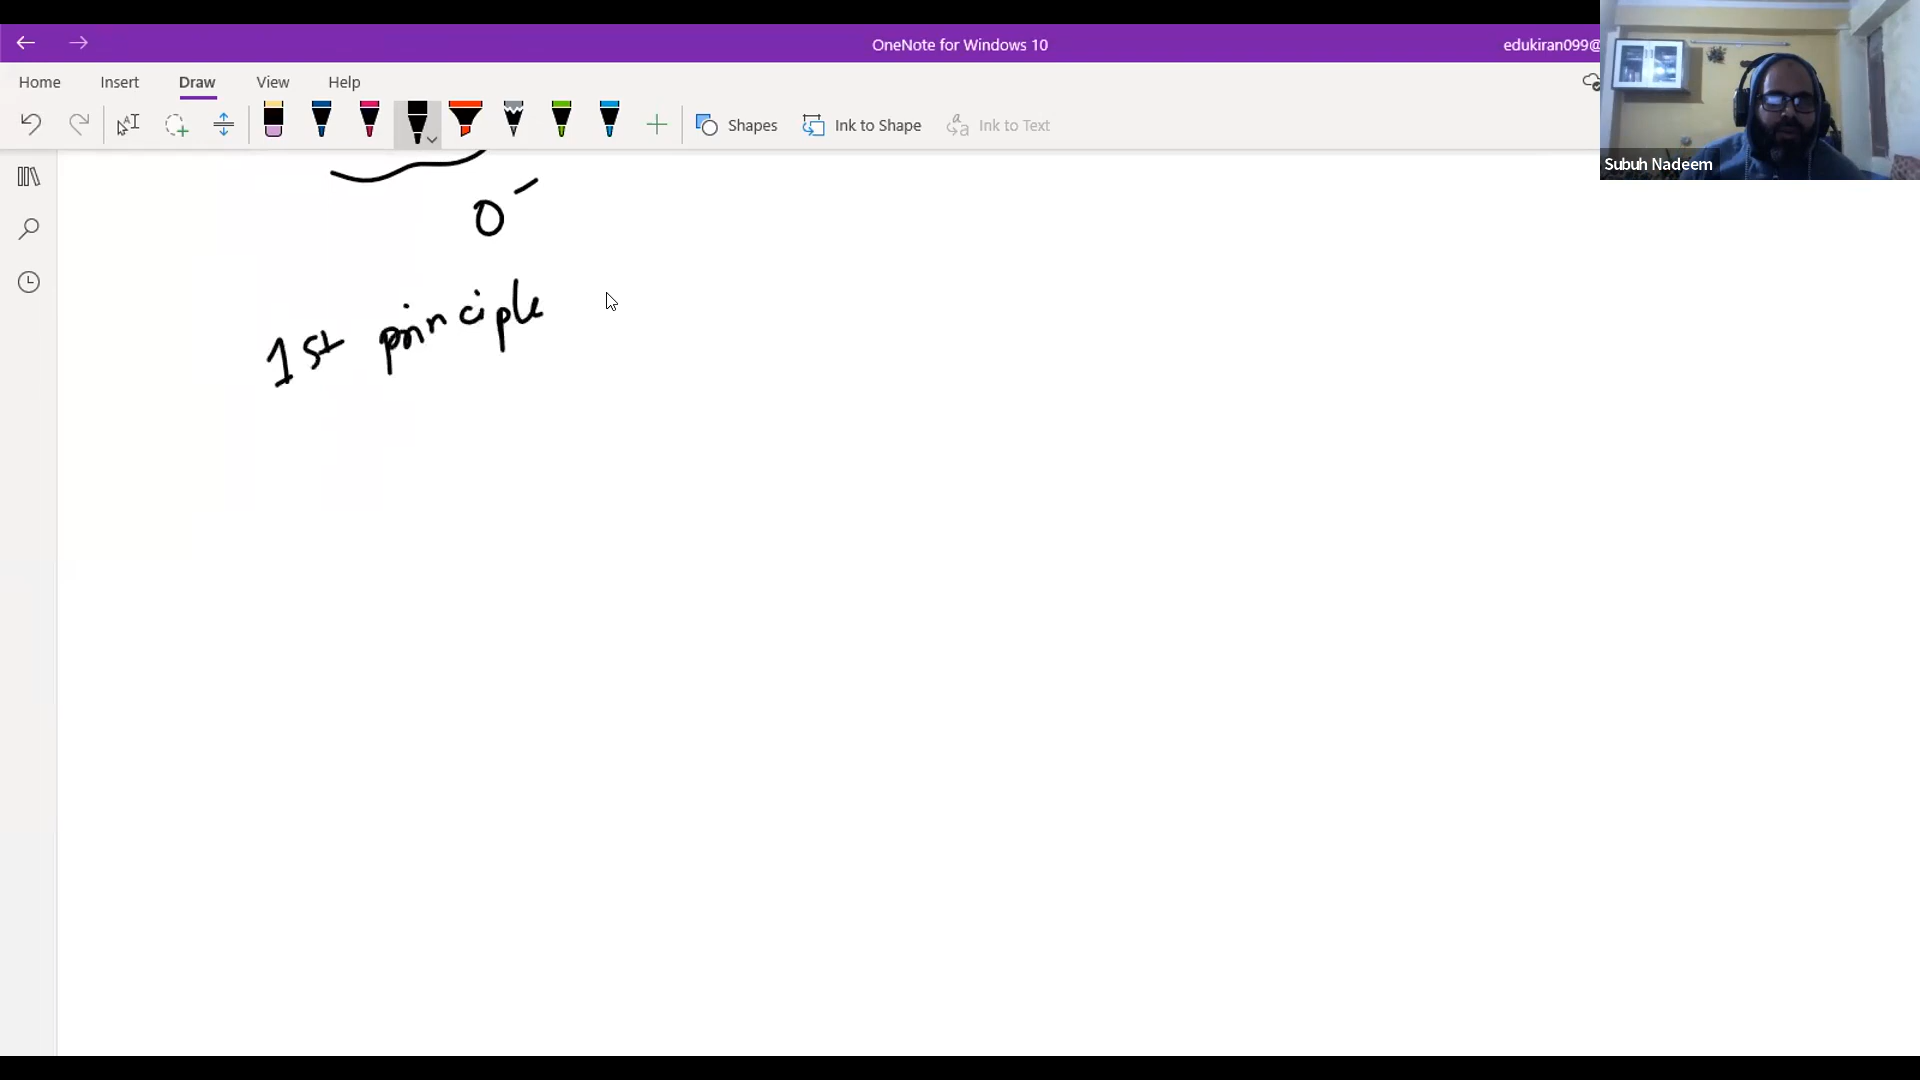 OneNote for Windows 10
edukiran099@
Home Insert Draw View Help
Shapes Ink to Shape Ink to Text
Subuh Nadeem
0⁻
1st principle